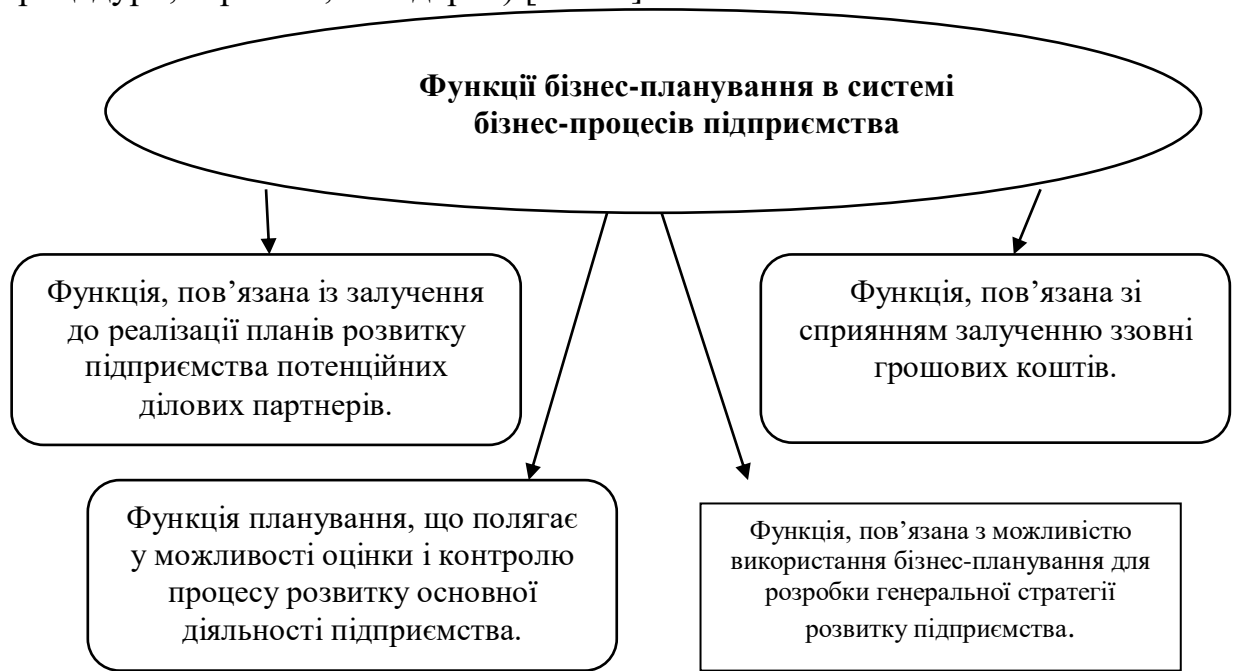 Функції бізнес-планування в системі
бізнес-процесів підприємства
Функція, пов’язана із залучення
до реалізації планів розвитку
підприємства потенційних
ділових партнерів.
Функція, пов’язана зі
сприянням залученню ззовні
грошових коштів.
Функція планування, що полягає
у можливості оцінки і контролю
процесу розвитку основної
діяльності підприємства.
Функція, пов’язана з можливістю
використання бізнес-планування для
розробки генеральної стратегії
розвитку підприємства.